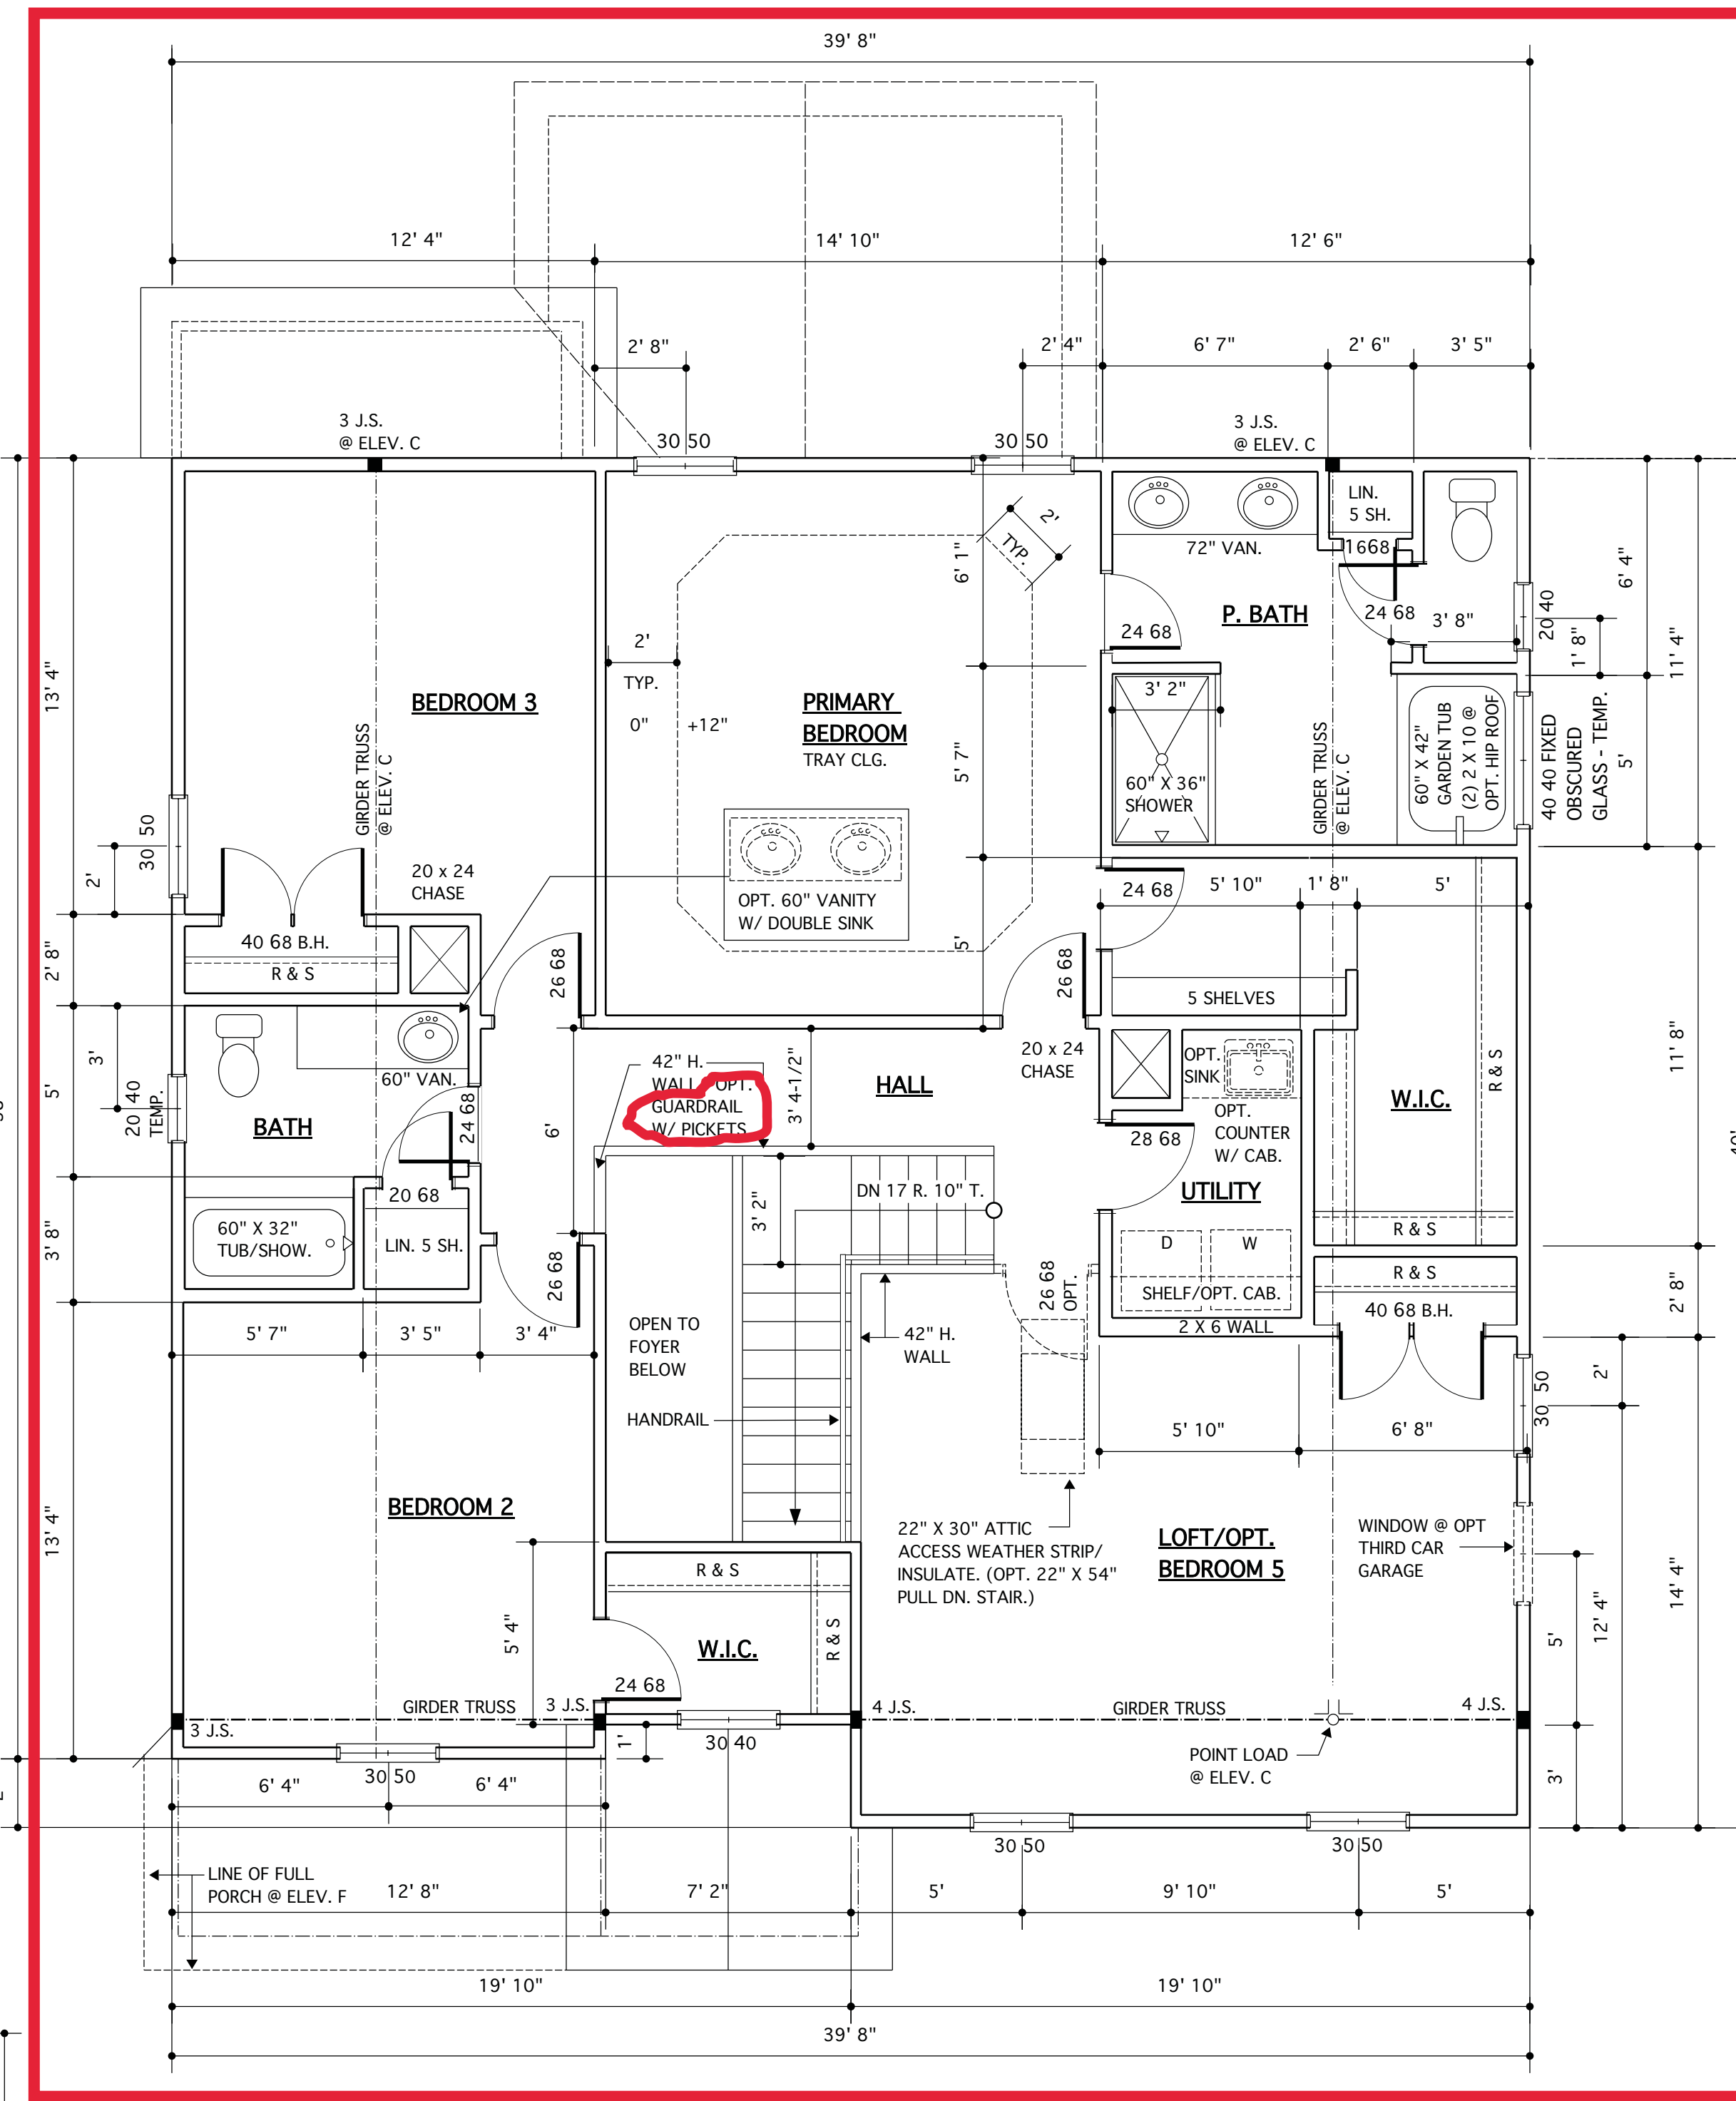 39' 8"
12' 4"
14' 10"
12' 6"
2' 8"
2' 4"
6' 7"
2' 6"
3' 5"
3 J.S.
@ ELEV. C
30 50
30 50
3 J.S.
@ ELEV. C
LIN.
5 SH.
72" VAN.
1668
2'
TYP.
6' 1"
6' 4"
P. BATH
24 68
24 68
3' 8"
20 40
1' 8"
11' 4"
2'
TYP.
0"
+12"
13' 4"
BEDROOM 3
PRIMARY
BEDROOM
TRAY CLG.
3' 2"
5' 7"
60" X 36"
SHOWER
GIRDER TRUSS
@ ELEV. C
GIRDER TRUSS
@ ELEV. C
60" X 42"
GARDEN TUB
(2) 2 X 10 @
OPT. HIP ROOF
40 40 FIXED
OBSCURED
GLASS - TEMP.
5'
30 50
2'
20 x 24
CHASE
OPT. 60" VANITY
W/ DOUBLE SINK
24 68
5' 10"
1' 8"
5'
40 68 B.H.
R & S
2' 8"
26 68
5'
26 68
5 SHELVES
3'
5'
20 40
TEMP.
60" VAN.
BATH
24 68
6'
42" H.
WALL OPT.
GUARDRAIL
W/ PICKETS
3' 4-1/2"
HALL
20 x 24
CHASE
OPT.
SINK
OPT.
COUNTER
W/ CAB.
28 68
UTILITY
W.I.C.
R & S
11' 8"
40'
20 68
60" X 32"
TUB/SHOW.
LIN. 5 SH.
3' 8"
26 68
3' 2"
DN 17 R. 10" T.
26 68
OPT.
D
W
SHELF/OPT. CAB.
2 X 6 WALL
R & S
R & S
40 68 B.H.
2' 8"
5' 7"
3' 5"
3' 4"
OPEN TO
FOYER
BELOW
42" H.
WALL
HANDRAIL
5' 10"
6' 8"
30 50
2'
BEDROOM 2
13' 4"
22" X 30" ATTIC
ACCESS WEATHER STRIP/
INSULATE. (OPT. 22" X 54"
PULL DN. STAIR.)
LOFT/OPT.
BEDROOM 5
WINDOW @ OPT
THIRD CAR
GARAGE
14' 4"
12' 4"
5'
R & S
5' 4"
W.I.C.
R & S
24 68
GIRDER TRUSS
3 J.S.
3 J.S.
4 J.S.
GIRDER TRUSS
4 J.S.
1'
30 40
POINT LOAD
@ ELEV. C
3'
6' 4"
30 50
6' 4"
30 50
30 50
LINE OF FULL
PORCH @ ELEV. F
12' 8"
7' 2"
5'
9' 10"
5'
19' 10"
19' 10"
39' 8"